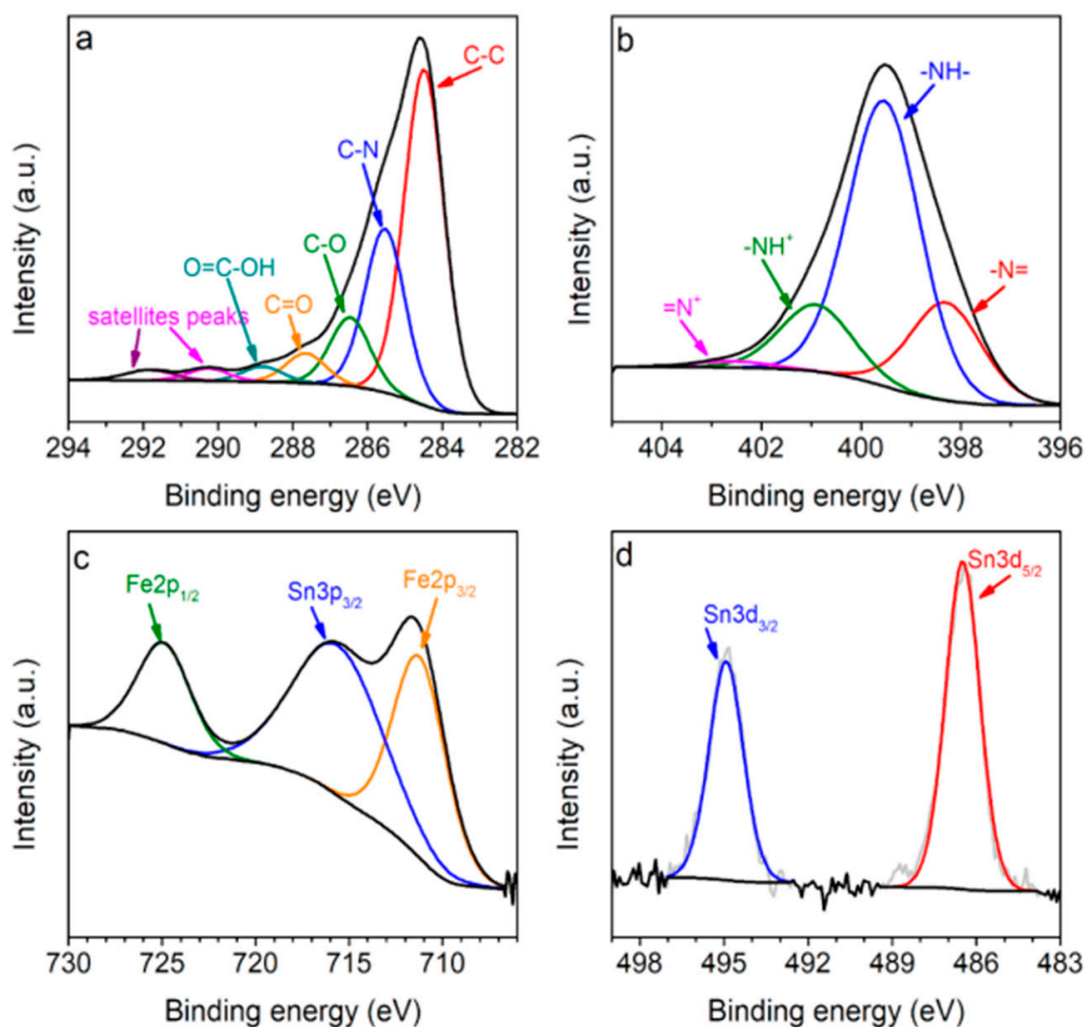 a
C-C
C-N
C-O
O=C-OH
C=O
satellites peaks
Intensity (a.u.)
294 292 290 288 286 284 282
Binding energy (eV)
b
-NH-
-NH⁺
-N=
=N⁺
Intensity (a.u.)
404 402 400 398 396
Binding energy (eV)
c
Fe2p₁/₂
Sn3p₃/₂
Fe2p₃/₂
Intensity (a.u.)
730 725 720 715 710
Binding energy (eV)
d
Sn3d₅/₂
Sn3d₃/₂
Intensity (a.u.)
498 495 492 489 486 483
Binding energy (eV)